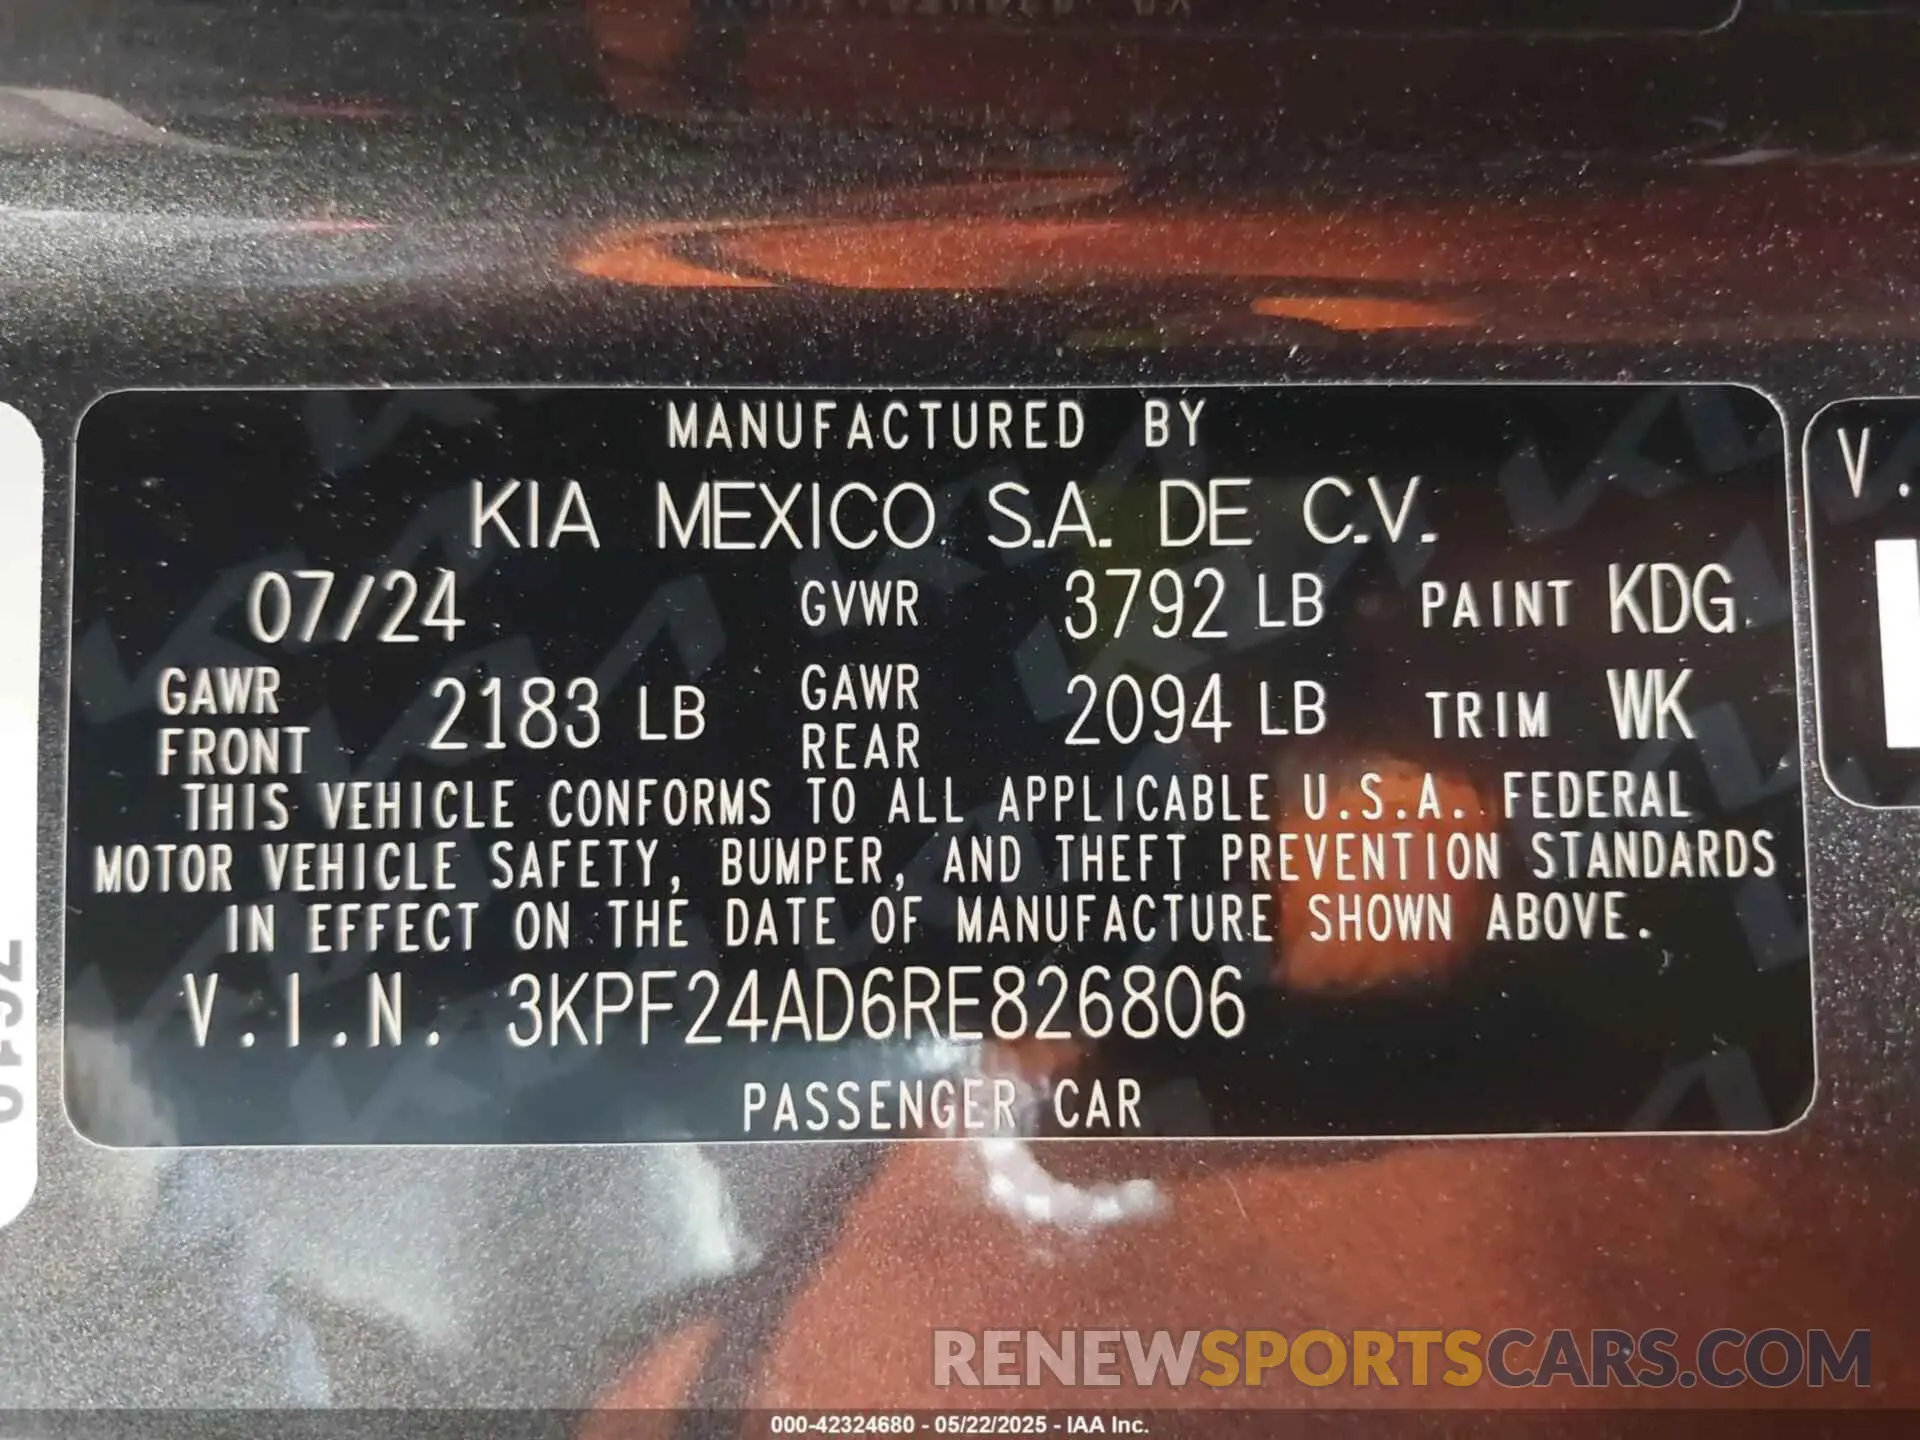 MANUFACTURED BY
KIA MEXICO. S.A. DE C.V.
07/24 GVWR 3792 LB PAINT KDG
GAWR FRONT 2183 LB GAWR REAR 2094 LB TRIM WK
THIS VEHICLE CONFORMS TO ALL APPLICABLE U.S.A. FEDERAL
MOTOR VEHICLE SAFETY, BUMPER, AND THEFT PREVENTION STANDARDS
IN EFFECT ON THE DATE OF MANUFACTURE SHOWN ABOVE.
V.I.N. 3KPF24AD6RE826806
PASSENGER CAR
V.
RENEWSPORTSCARS.COM
000-42324680 - 05/22/2025 - IAA Inc.